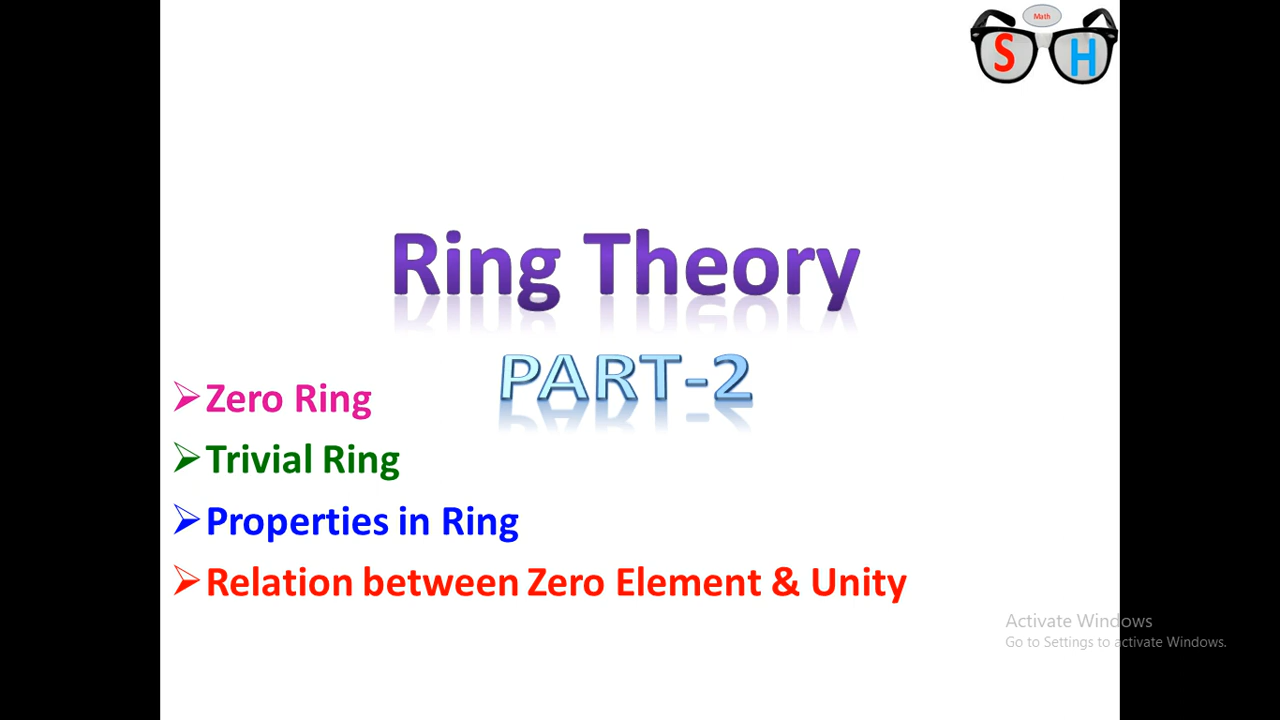 Math
S H
Ring Theory
PART-2
Zero Ring
Trivial Ring
Properties in Ring
Relation between Zero Element & Unity
Activate Windows
Go to Settings to activate Windows.